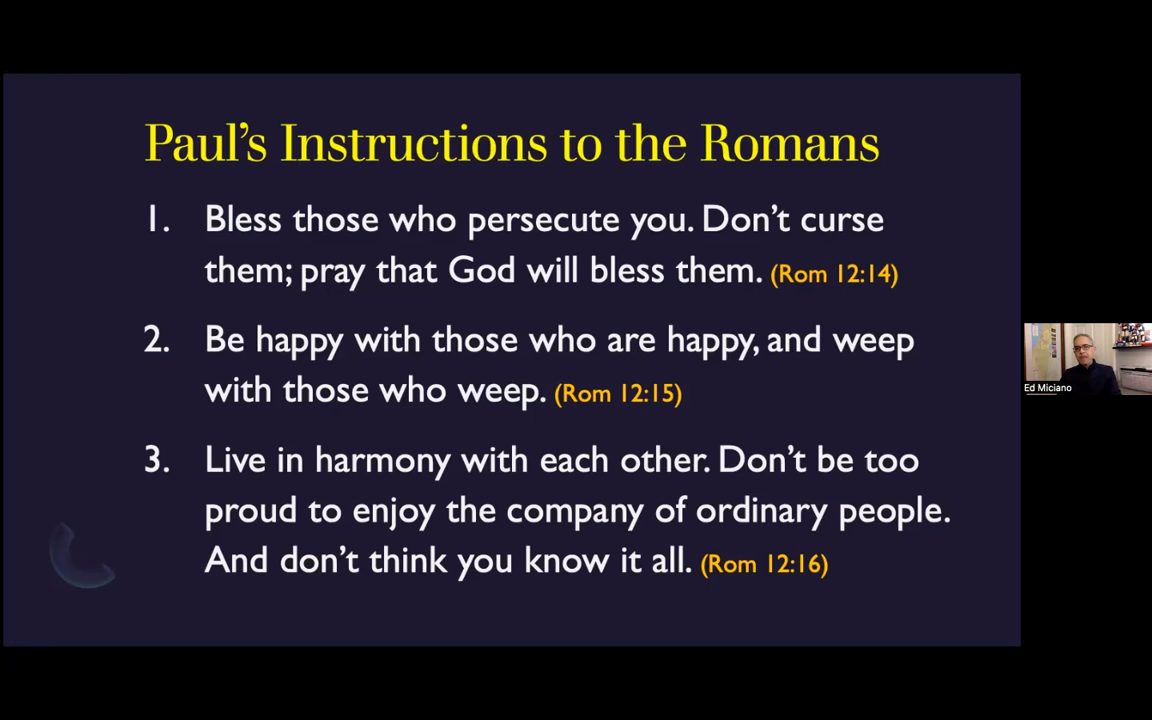 Paul's Instructions to the Romans
1. Bless those who persecute you. Don't curse
them; pray that God will bless them. (Rom 12:14)
2. Be happy with those who are happy, and weep
with those who weep. (Rom 12:15)
3. Live in harmony with each other. Don't be too
proud to enjoy the company of ordinary people.
And don't think you know it all. (Rom 12:16)
Ed Miciano